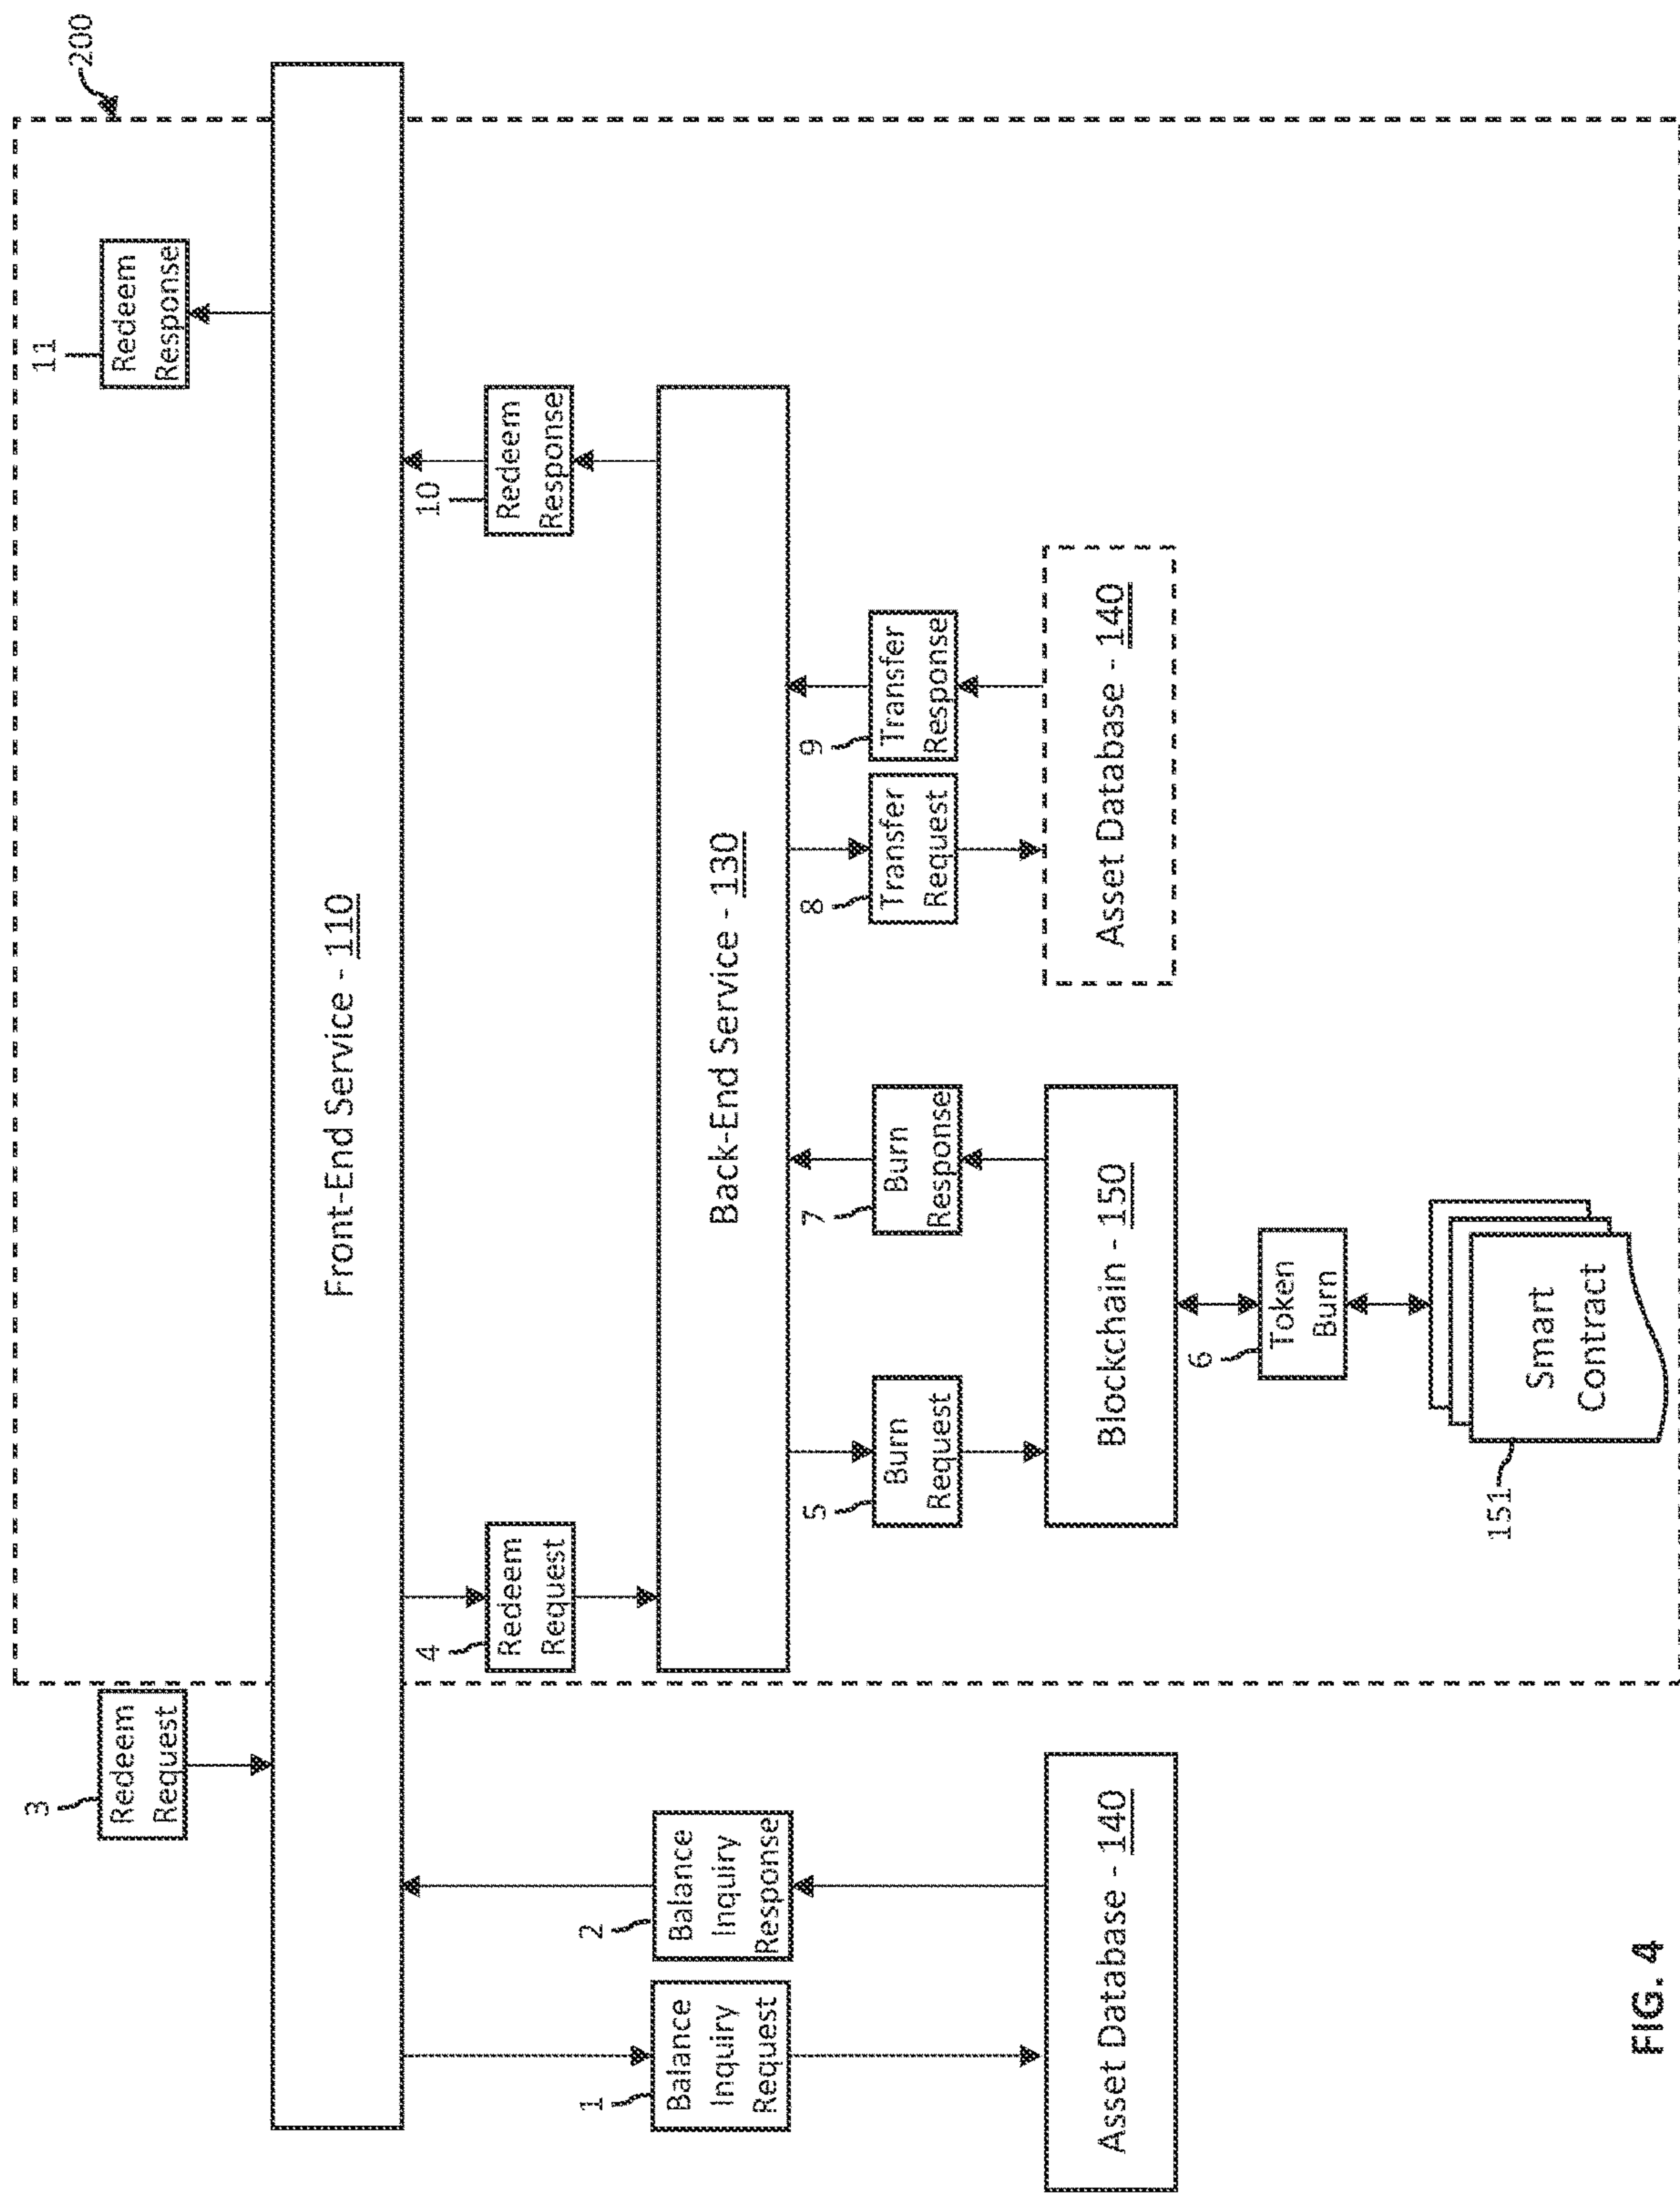 200
3
Redeem
Request
11
Redeem
Response
Front-End Service - 110
1
Balance
Inquiry
Request
2
Balance
Inquiry
Response
4
Redeem
Request
10
Redeem
Response
Back-End Service - 130
5
Burn
Request
7
Burn
Response
8
Transfer
Request
9
Transfer
Response
Asset Database - 140
Blockchain - 150
Asset Database - 140
6
Token
Burn
151
Smart
Contract
FIG. 4